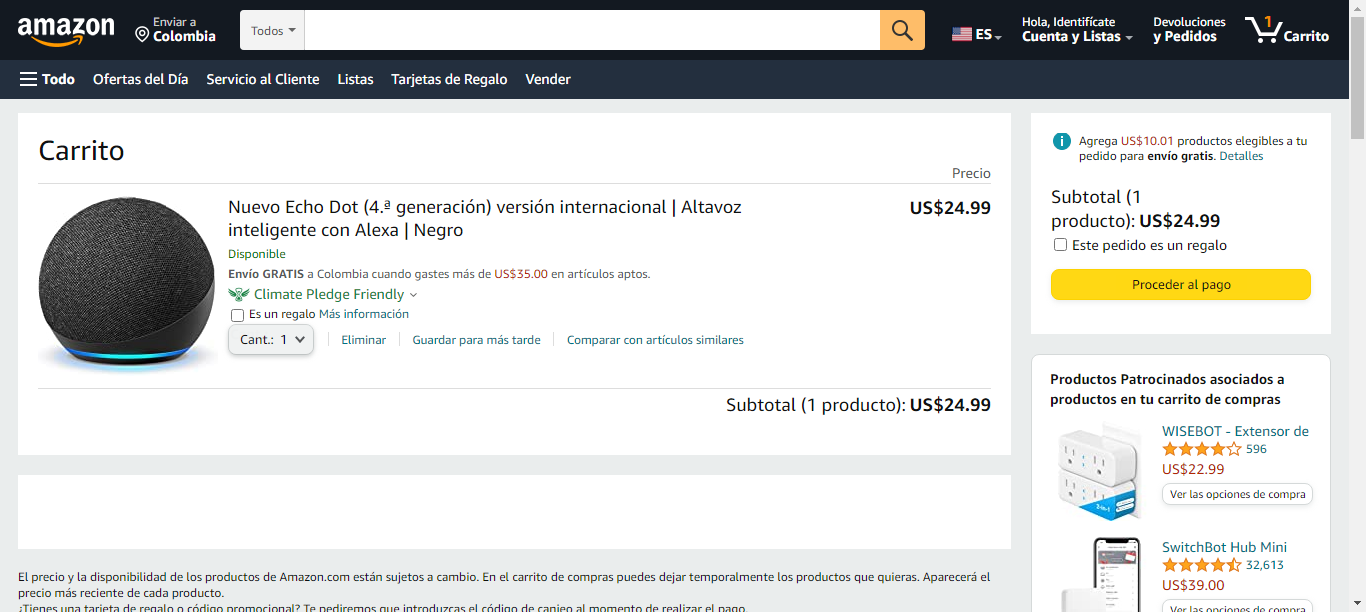 amazon
Enviar a
Colombia
Todos
ES
Hola, Identifícate
Cuenta y Listas
Devoluciones
y Pedidos
1
Carrito
Todo
Ofertas del Día
Servicio al Cliente
Listas
Tarjetas de Regalo
Vender
Carrito
Precio
Nuevo Echo Dot (4.ª generación) versión internacional | Altavoz
inteligente con Alexa | Negro
US$24.99
Disponible
Envío GRATIS a Colombia cuando gastes más de US$35.00 en artículos aptos.
Climate Pledge Friendly
Es un regalo Más información
Cant.: 1
Eliminar
Guardar para más tarde
Comparar con artículos similares
Subtotal (1 producto): US$24.99
El precio y la disponibilidad de los productos de Amazon.com están sujetos a cambio. En el carrito de compras puedes dejar temporalmente los productos que quieras. Aparecerá el
precio más reciente de cada producto.
¿Tienes una tarjeta de regalo o código promocional? Te pediremos que introduzcas el código de canjeo al momento de realizar el pago.
Agrega US$10.01 productos elegibles a tu
pedido para envío gratis. Detalles
Subtotal (1
producto): US$24.99
Este pedido es un regalo
Proceder al pago
Productos Patrocinados asociados a
productos en tu carrito de compras
WISEBOT - Extensor de
596
US$22.99
Ver las opciones de compra
2-in-1
SwitchBot Hub Mini
32,613
US$39.00
Ver las opciones de compra